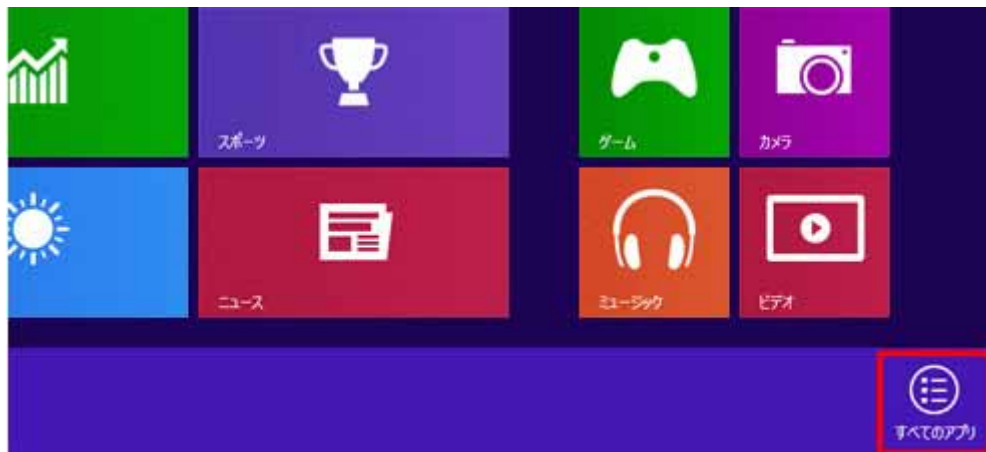 スポーツ
ゲーム
カメラ
ニュース
ミュージック
ビデオ
すべてのアプリ